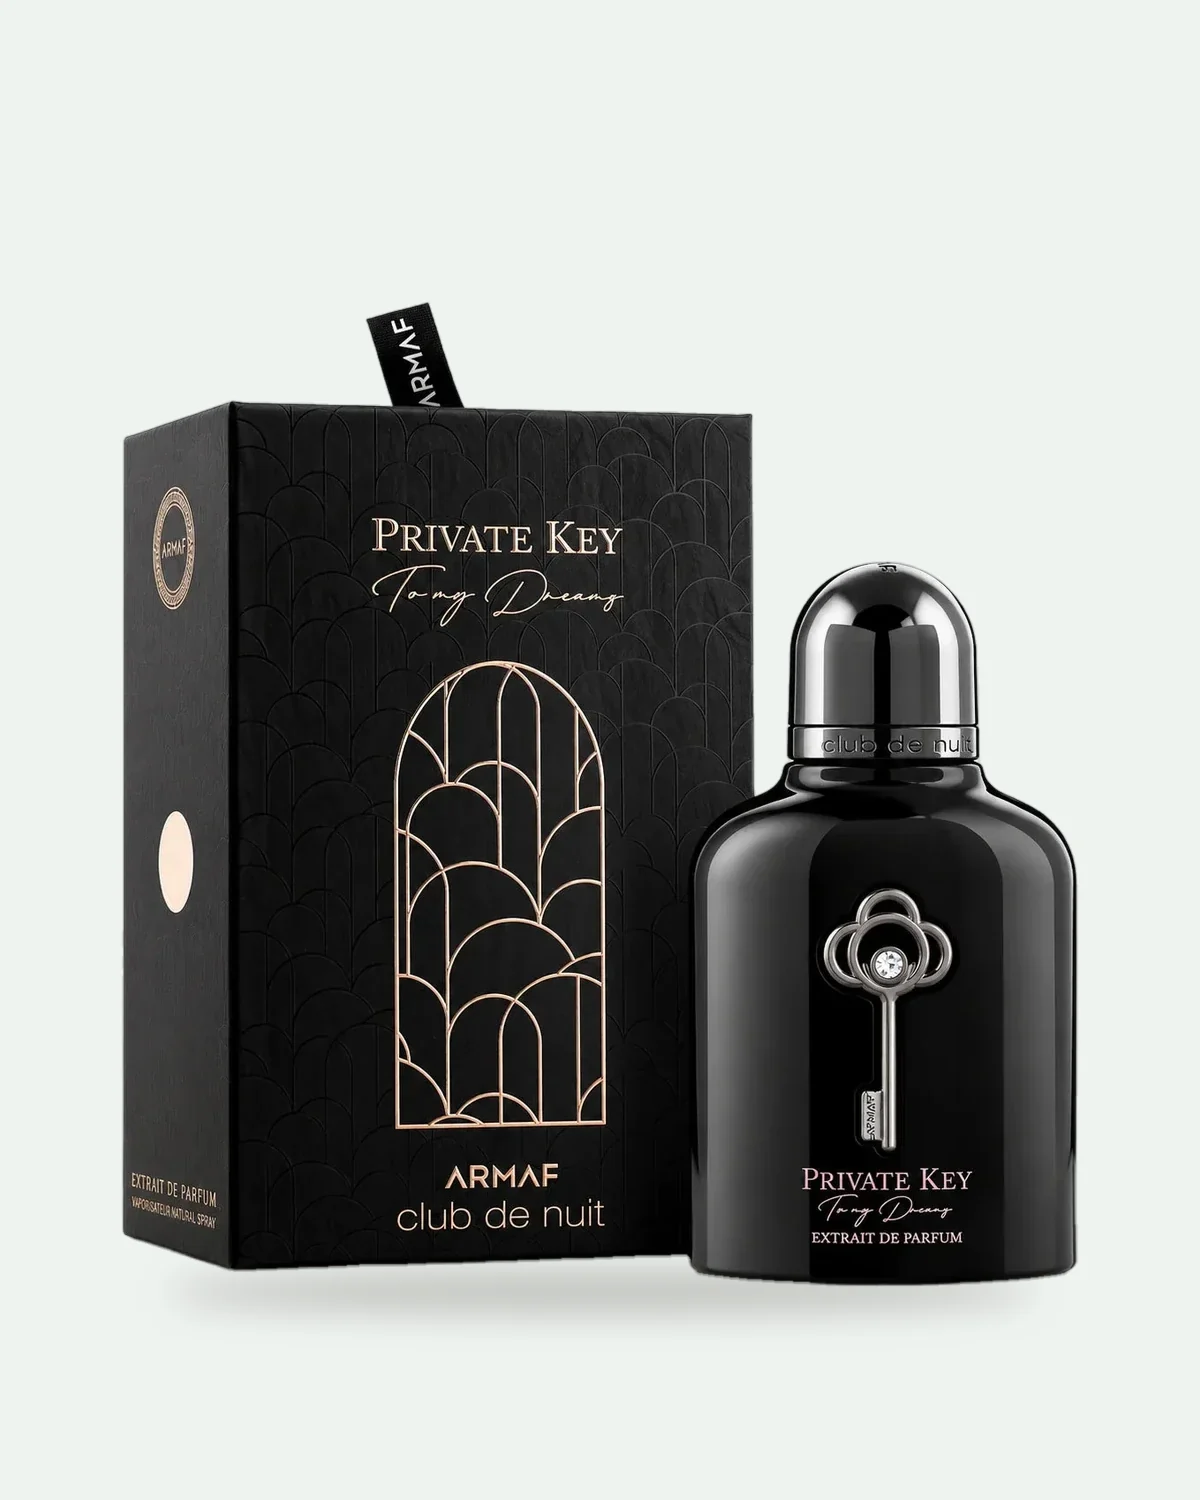 ARMAF
ARMAF
PRIVATE KEY
To my Dreams
ARMAF
club de nuit
EXTRAIT DE PARFUM
VAPORISATEUR NATURAL SPRAY
club de nuit
ARMAF
PRIVATE KEY
To my Dreams
EXTRAIT DE PARFUM